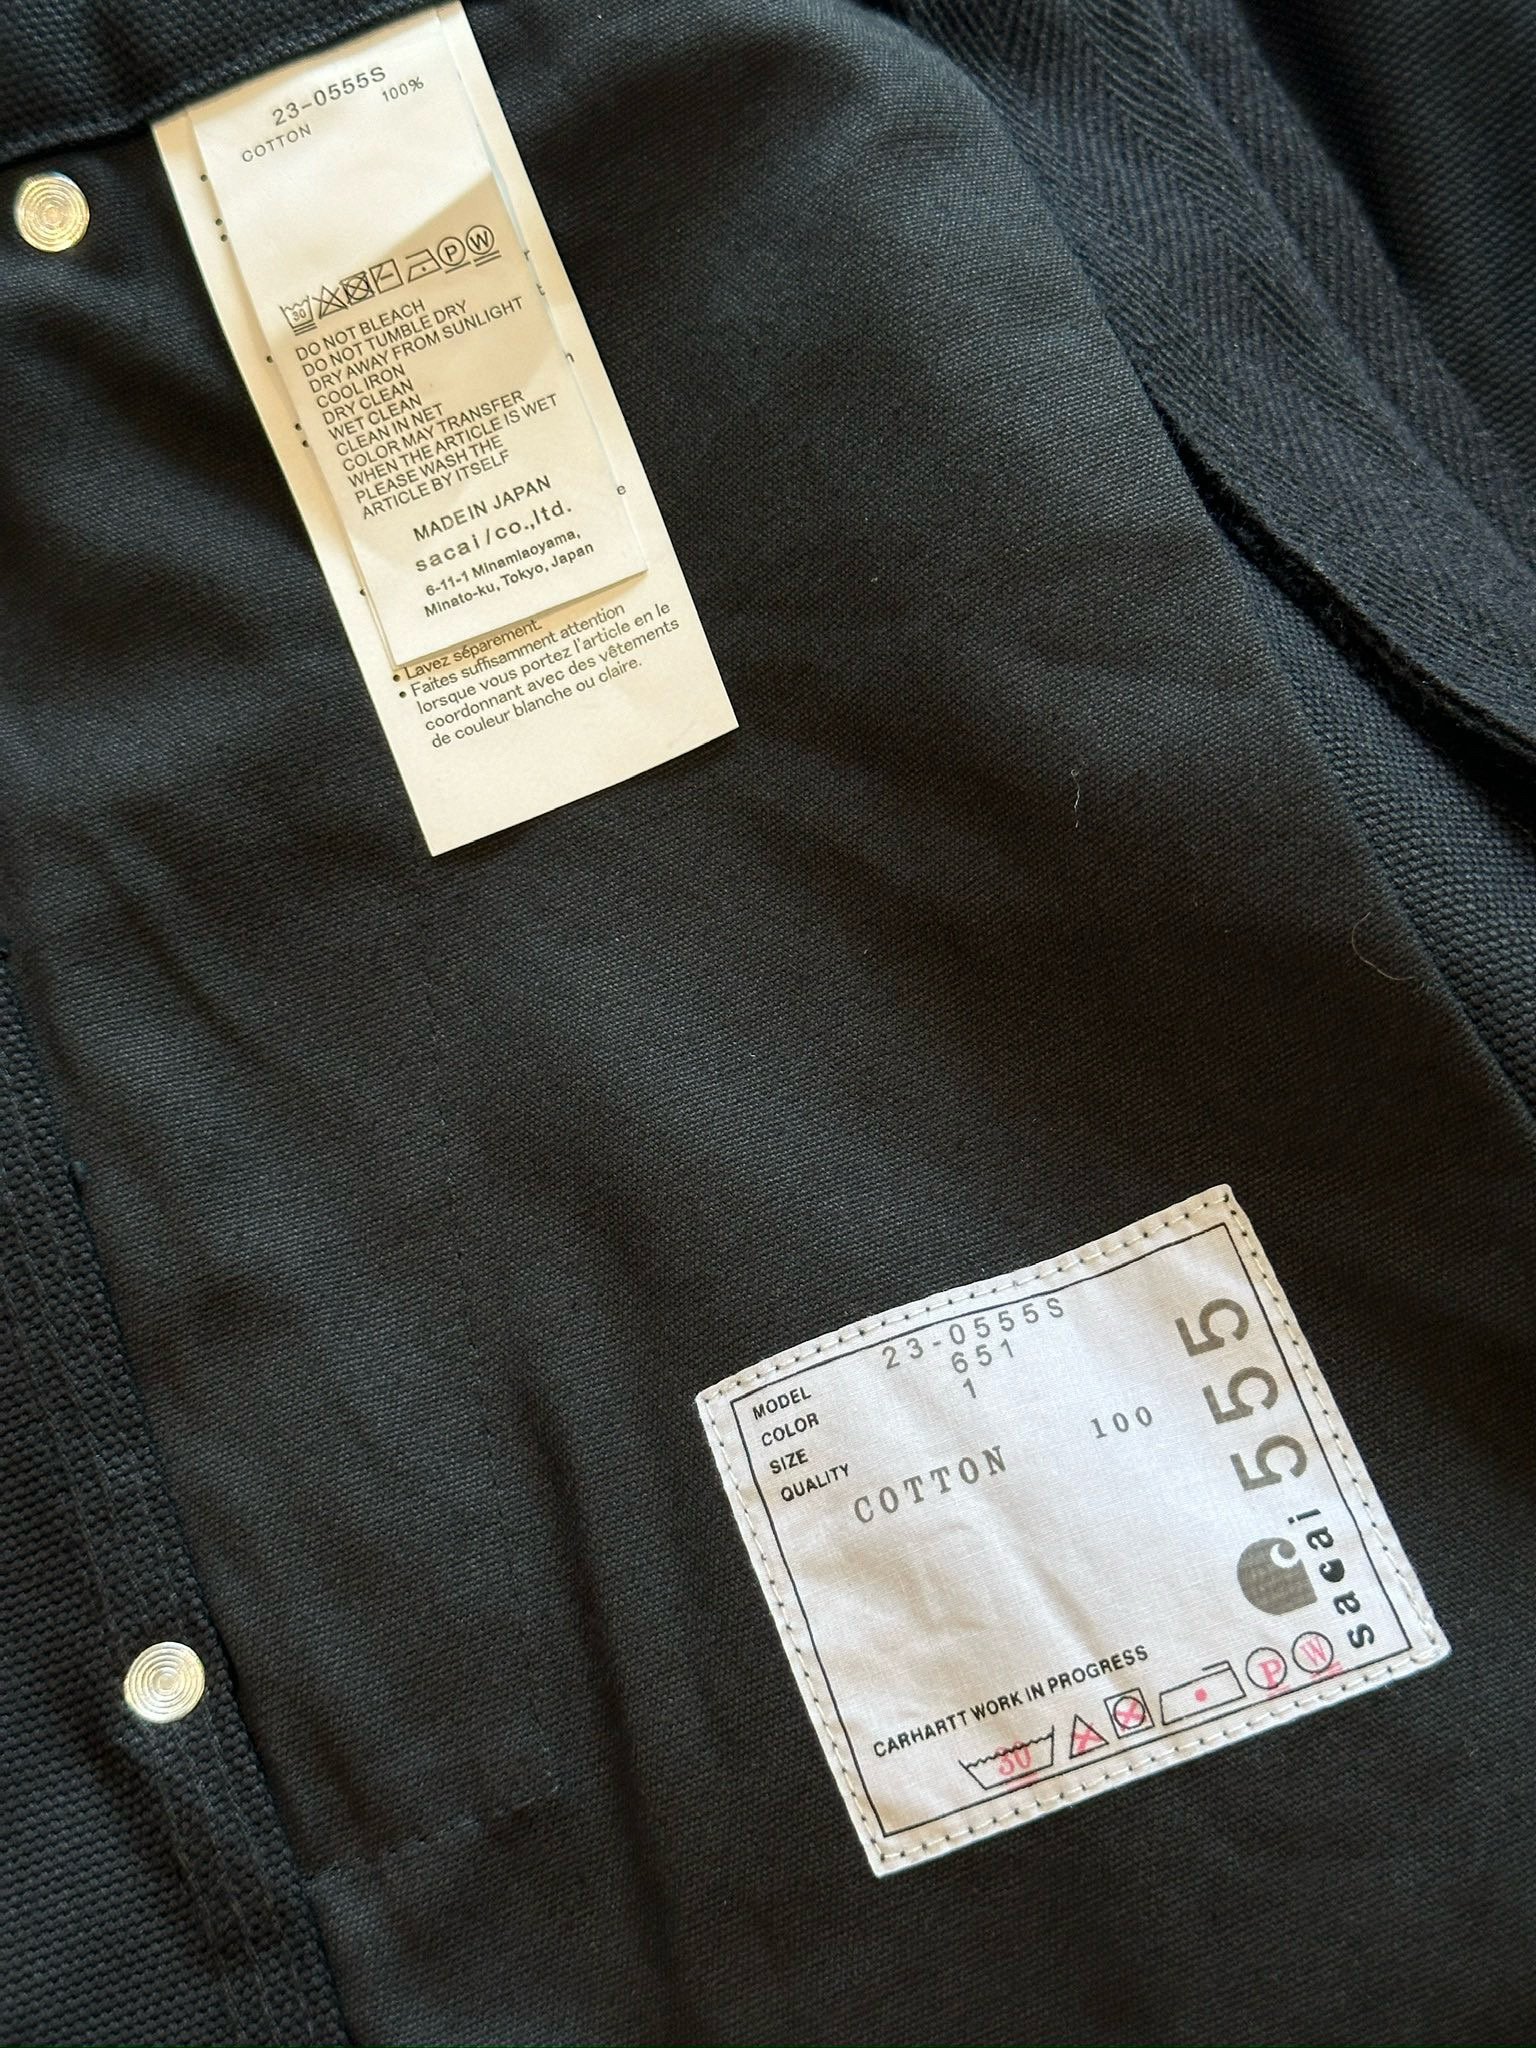 23-0555S
COTTON 100%
30 P W
DO NOT BLEACH
DO NOT TUMBLE DRY
DRY AWAY FROM SUNLIGHT
COOL IRON
DRY CLEAN
WET CLEAN
CLEAN IN NET
COLOR MAY TRANSFER
WHEN THE ARTICLE IS WET
PLEASE WASH THE
ARTICLE BY ITSELF
MADE IN JAPAN
sacai/co.,ltd.
6-11-1 Minamiaoyama,
Minato-ku, Tokyo, Japan
• Lavez séparément.
• Faites suffisamment attention
lorsque vous portez l'article en le
coordonnant avec des vêtements
de couleur blanche ou claire.
MODEL 23-0555S
COLOR 651
SIZE 1
QUALITY
COTTON 100
555
sacai
CARHARTT WORK IN PROGRESS
30 P W